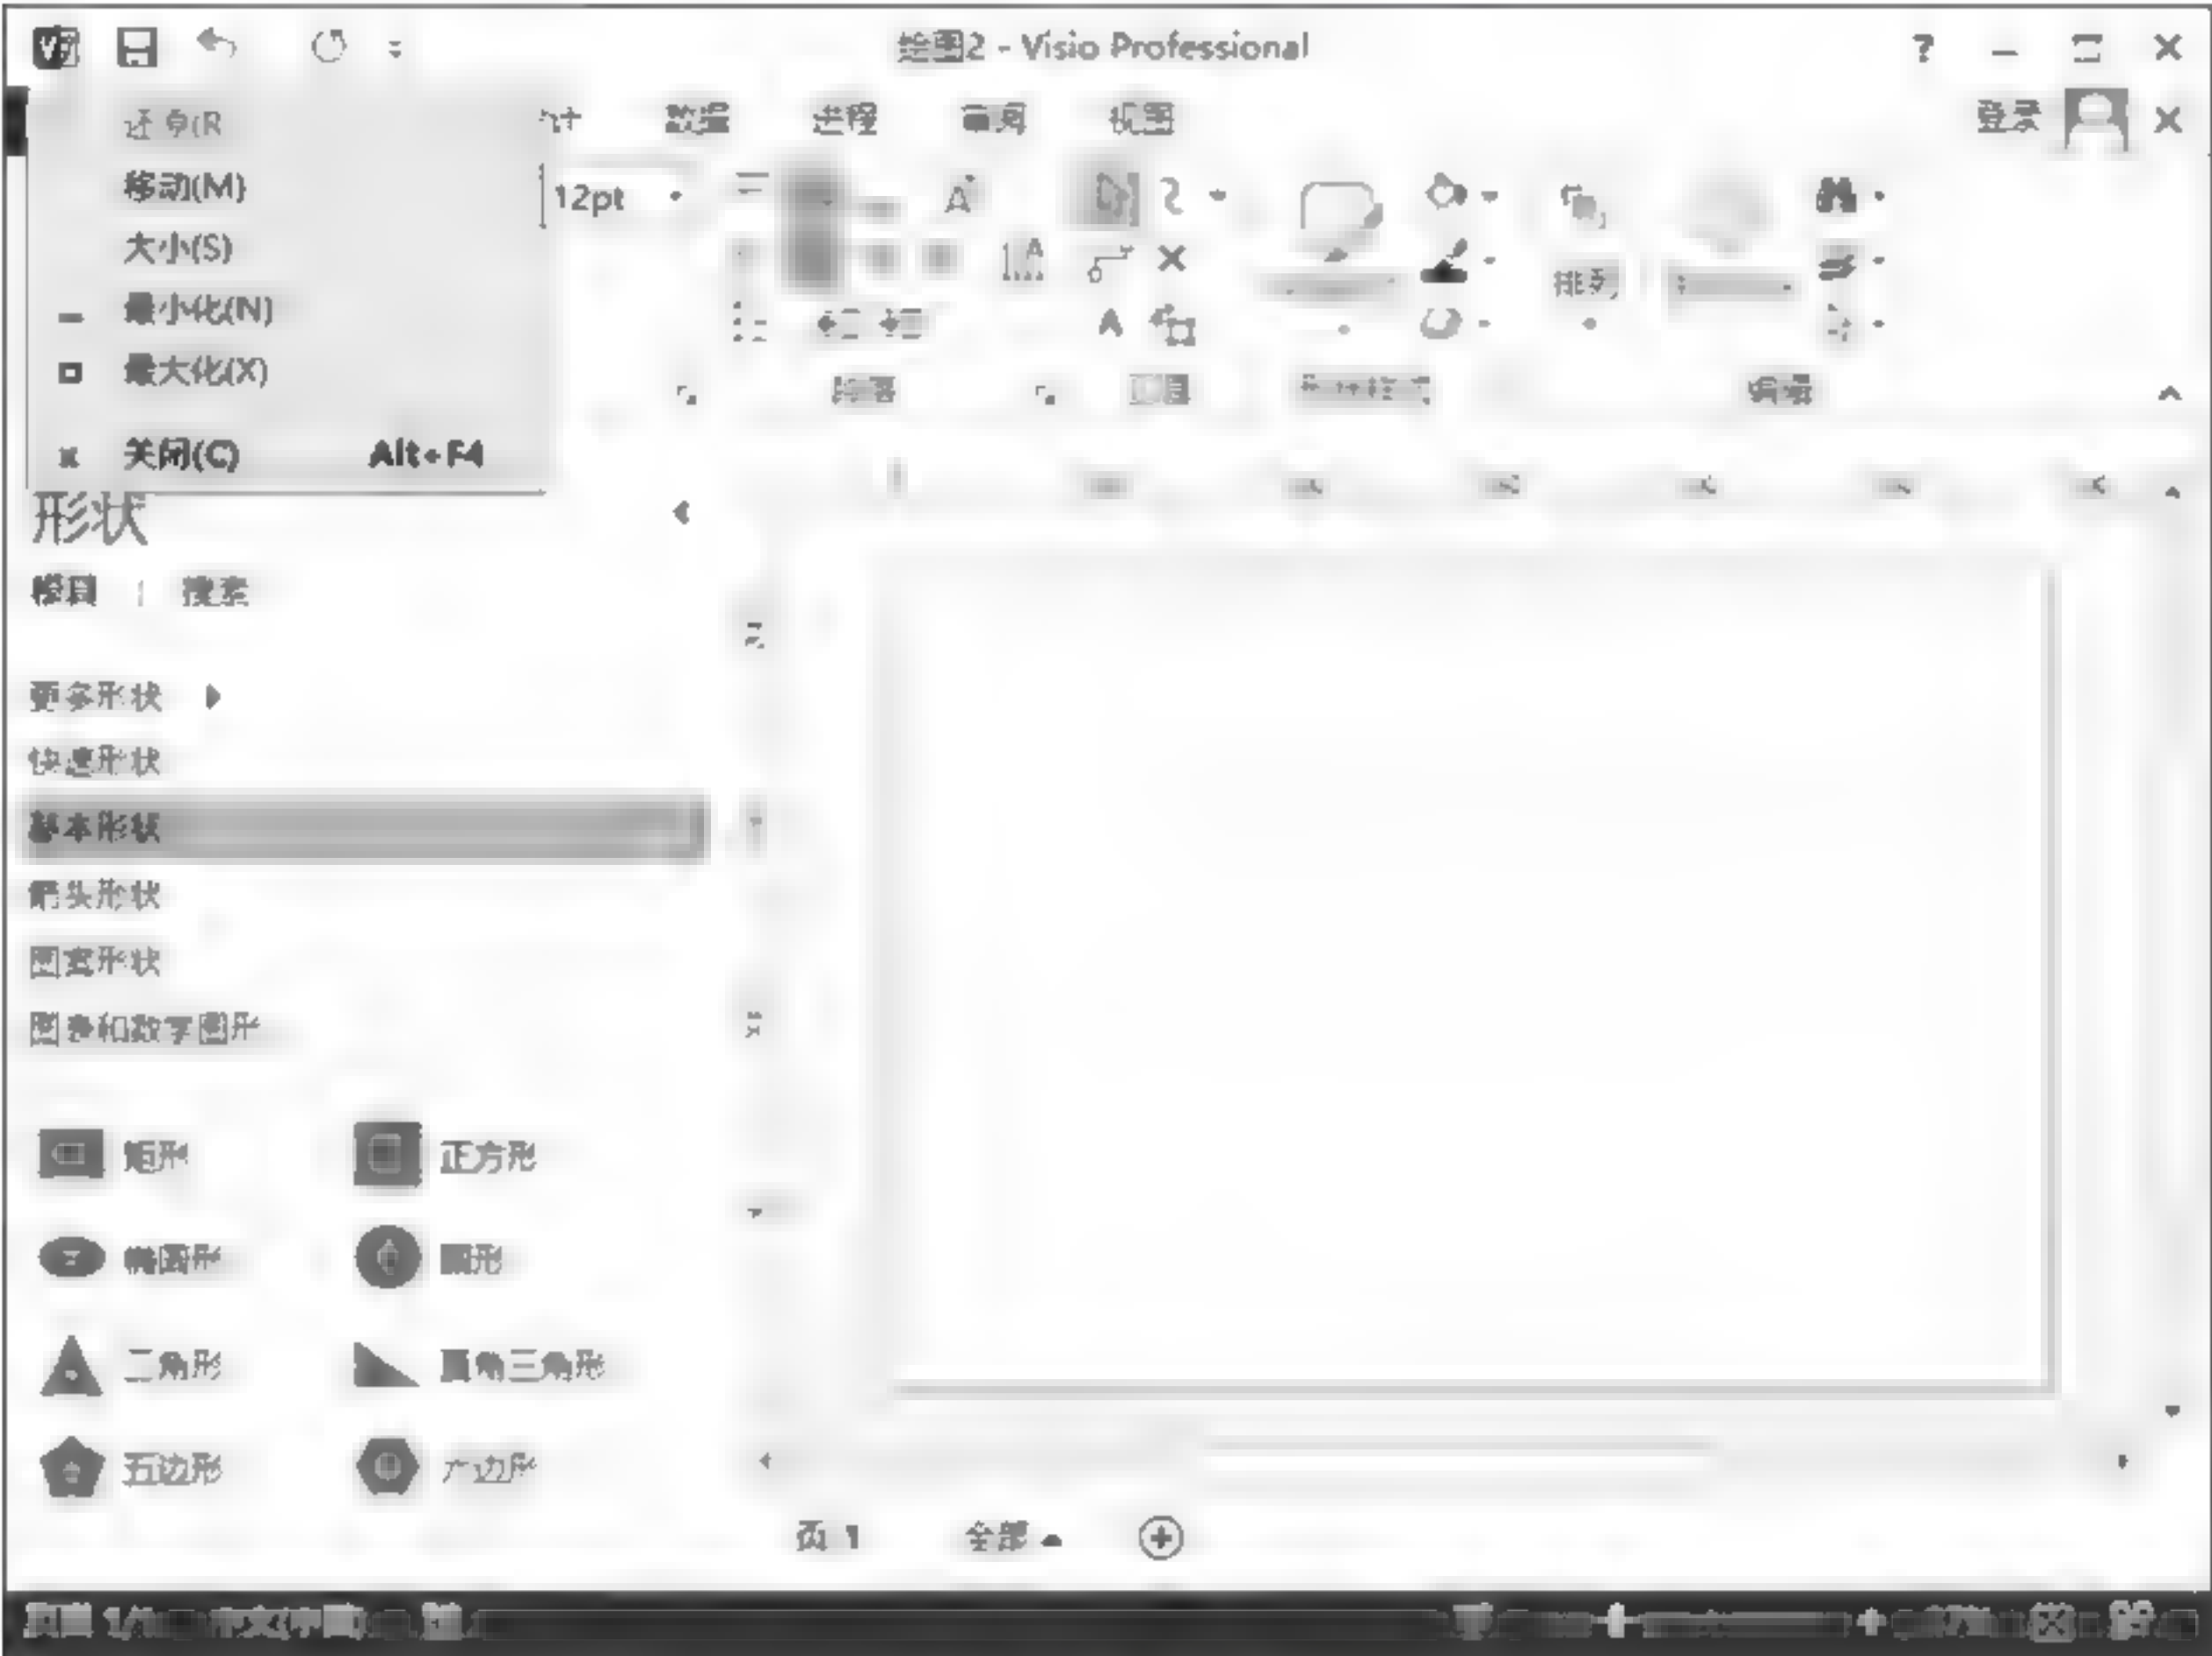 绘图2 - Visio Professional
数据 进程 审阅 视图 登录
移动(M)
大小(S)
最小化(N)
最大化(X)
关闭(C) Alt+F4
12pt
排列
段落 编辑
形状
模具 | 搜索
更多形状
快速形状
基本形状
箭头形状
图案形状
图表和数学图形
矩形 正方形
椭圆形 圆形
三角形 直角三角形
五边形 六边形
页 1 全部